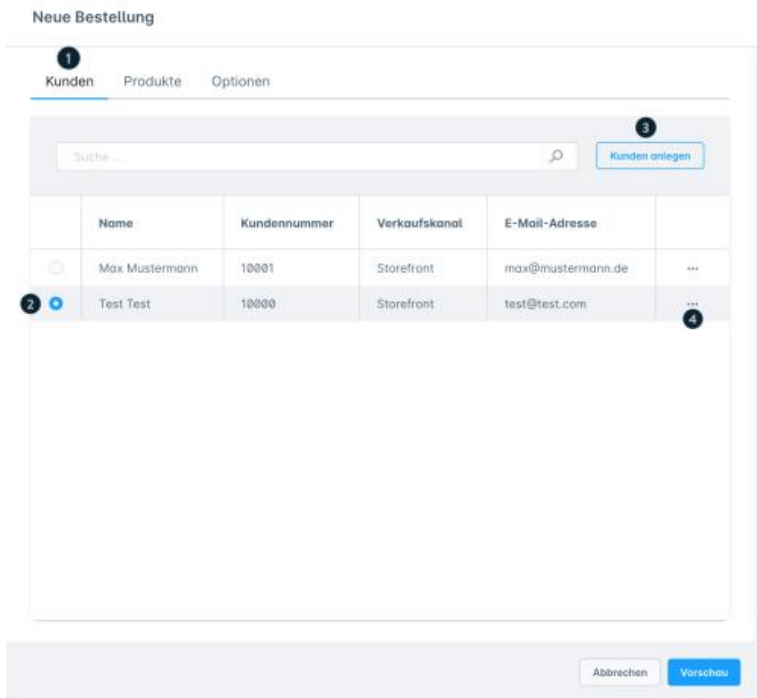 Neue Bestellung
1
Kunden Produkte Optionen
3
Suche ... Kunden anlegen
Name Kundennummer Verkaufskanal E-Mail-Adresse
Max Mustermann 10001 Storefront max@mustermann.de ...
2 Test Test 10000 Storefront test@test.com ...
4
Abbrechen Vorschau